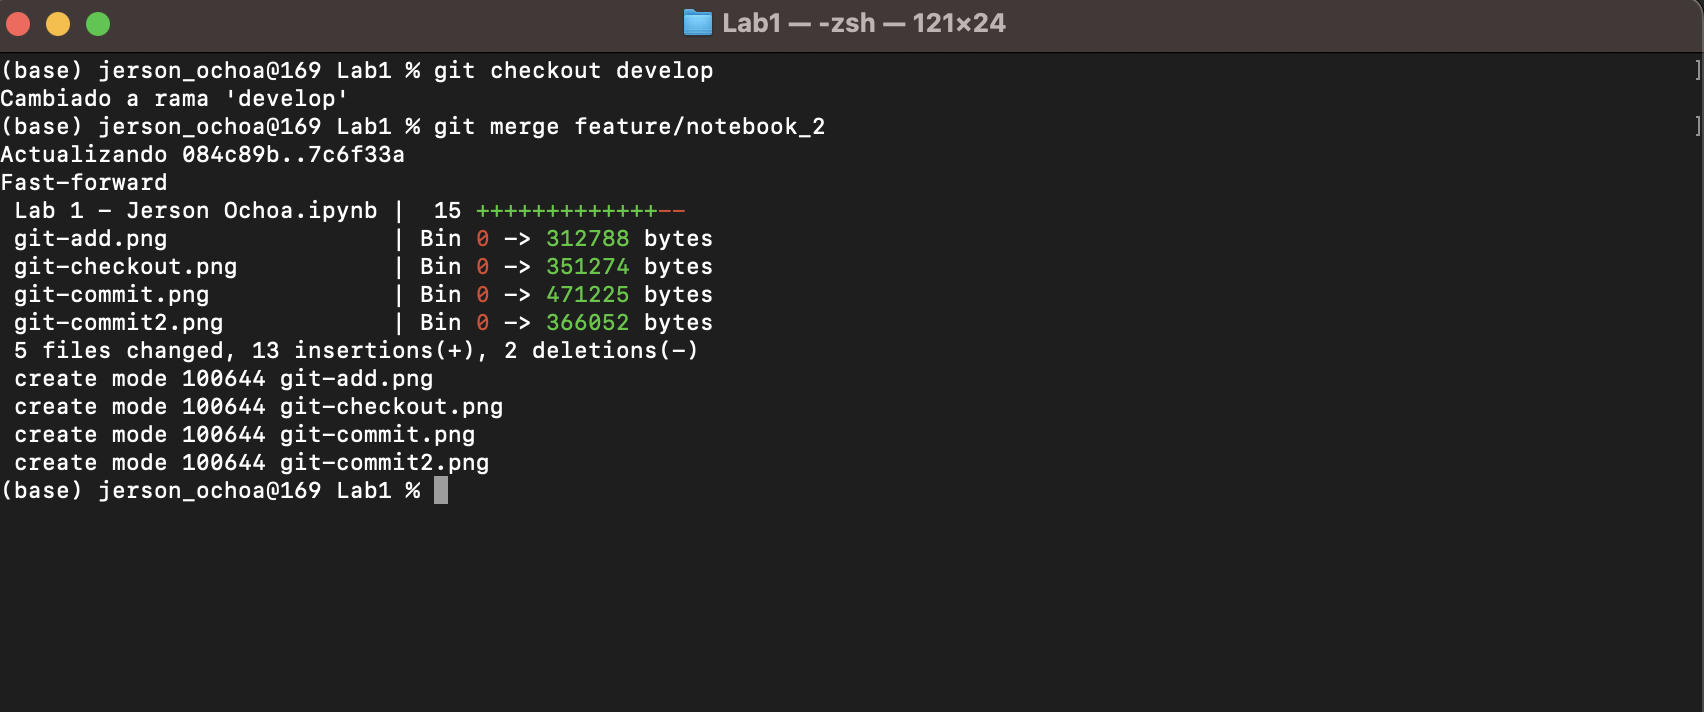 Lab1 — -zsh — 121×24
(base) jerson_ochoa@169 Lab1 % git checkout develop
Cambiado a rama 'develop'
(base) jerson_ochoa@169 Lab1 % git merge feature/notebook_2
Actualizando 084c89b..7c6f33a
Fast-forward
 Lab 1 - Jerson Ochoa.ipynb |  15 +++++++++++++--
 git-add.png                | Bin 0 -> 312788 bytes
 git-checkout.png           | Bin 0 -> 351274 bytes
 git-commit.png             | Bin 0 -> 471225 bytes
 git-commit2.png            | Bin 0 -> 366052 bytes
 5 files changed, 13 insertions(+), 2 deletions(-)
 create mode 100644 git-add.png
 create mode 100644 git-checkout.png
 create mode 100644 git-commit.png
 create mode 100644 git-commit2.png
(base) jerson_ochoa@169 Lab1 %